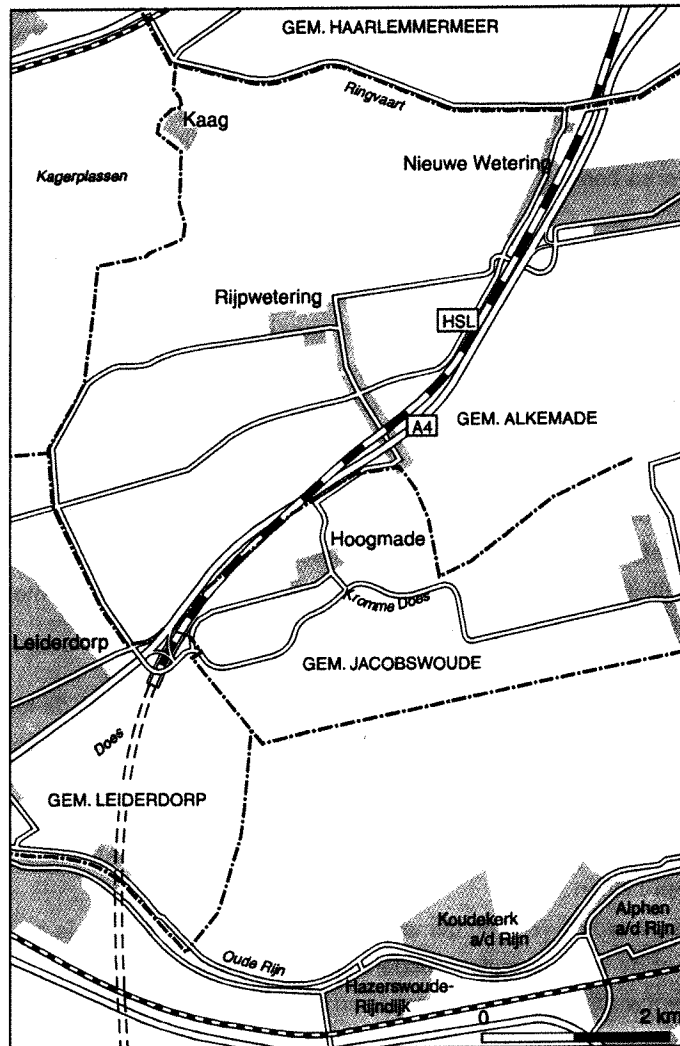 GEM. HAARLEMMERMEER
Ringvaart
Kaag
Kagerplassen
Nieuwe Wetering
Rijpwetering
HSL
GEM. ALKEMADE
A4
Hoogmade
Kromme Does
Leiderdorp
GEM. JACOBSWOUDE
Does
GEM. LEIDERDORP
Koudekerk
a/d Rijn
Alphen
a/d Rijn
Oude Rijn
Hazerswoude-
Rijndijk
0 2 km